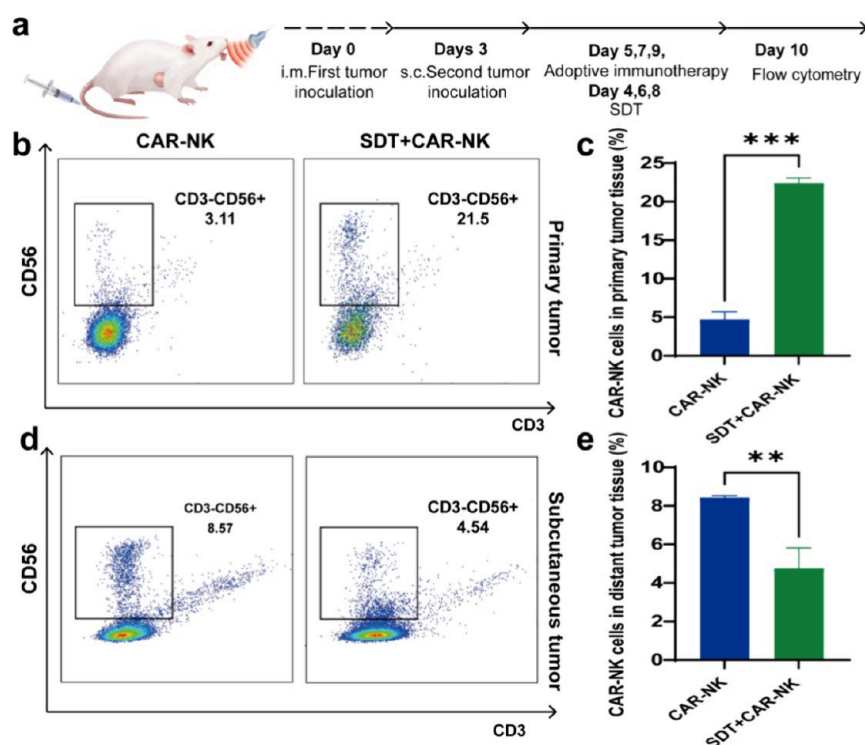 a
Day 0
i.m.First tumor
inoculation
Days 3
s.c.Second tumor
inoculation
Day 5,7,9,
Adoptive immunotherapy
Day 4,6,8
SDT
Day 10
Flow cytometry
b
CAR-NK
SDT+CAR-NK
CD3-CD56+
3.11
CD3-CD56+
21.5
CD56
CD3
Primary tumor
c
***
CAR-NK cells in primary tumor tissue (%)
25
20
15
10
5
0
CAR-NK
SDT+CAR-NK
d
CD3-CD56+
8.57
CD3-CD56+
4.54
CD56
CD3
Subcutaneous tumor
e
**
CAR-NK cells in distant tumor tissue (%)
10
8
6
4
2
0
CAR-NK
SDT+CAR-NK